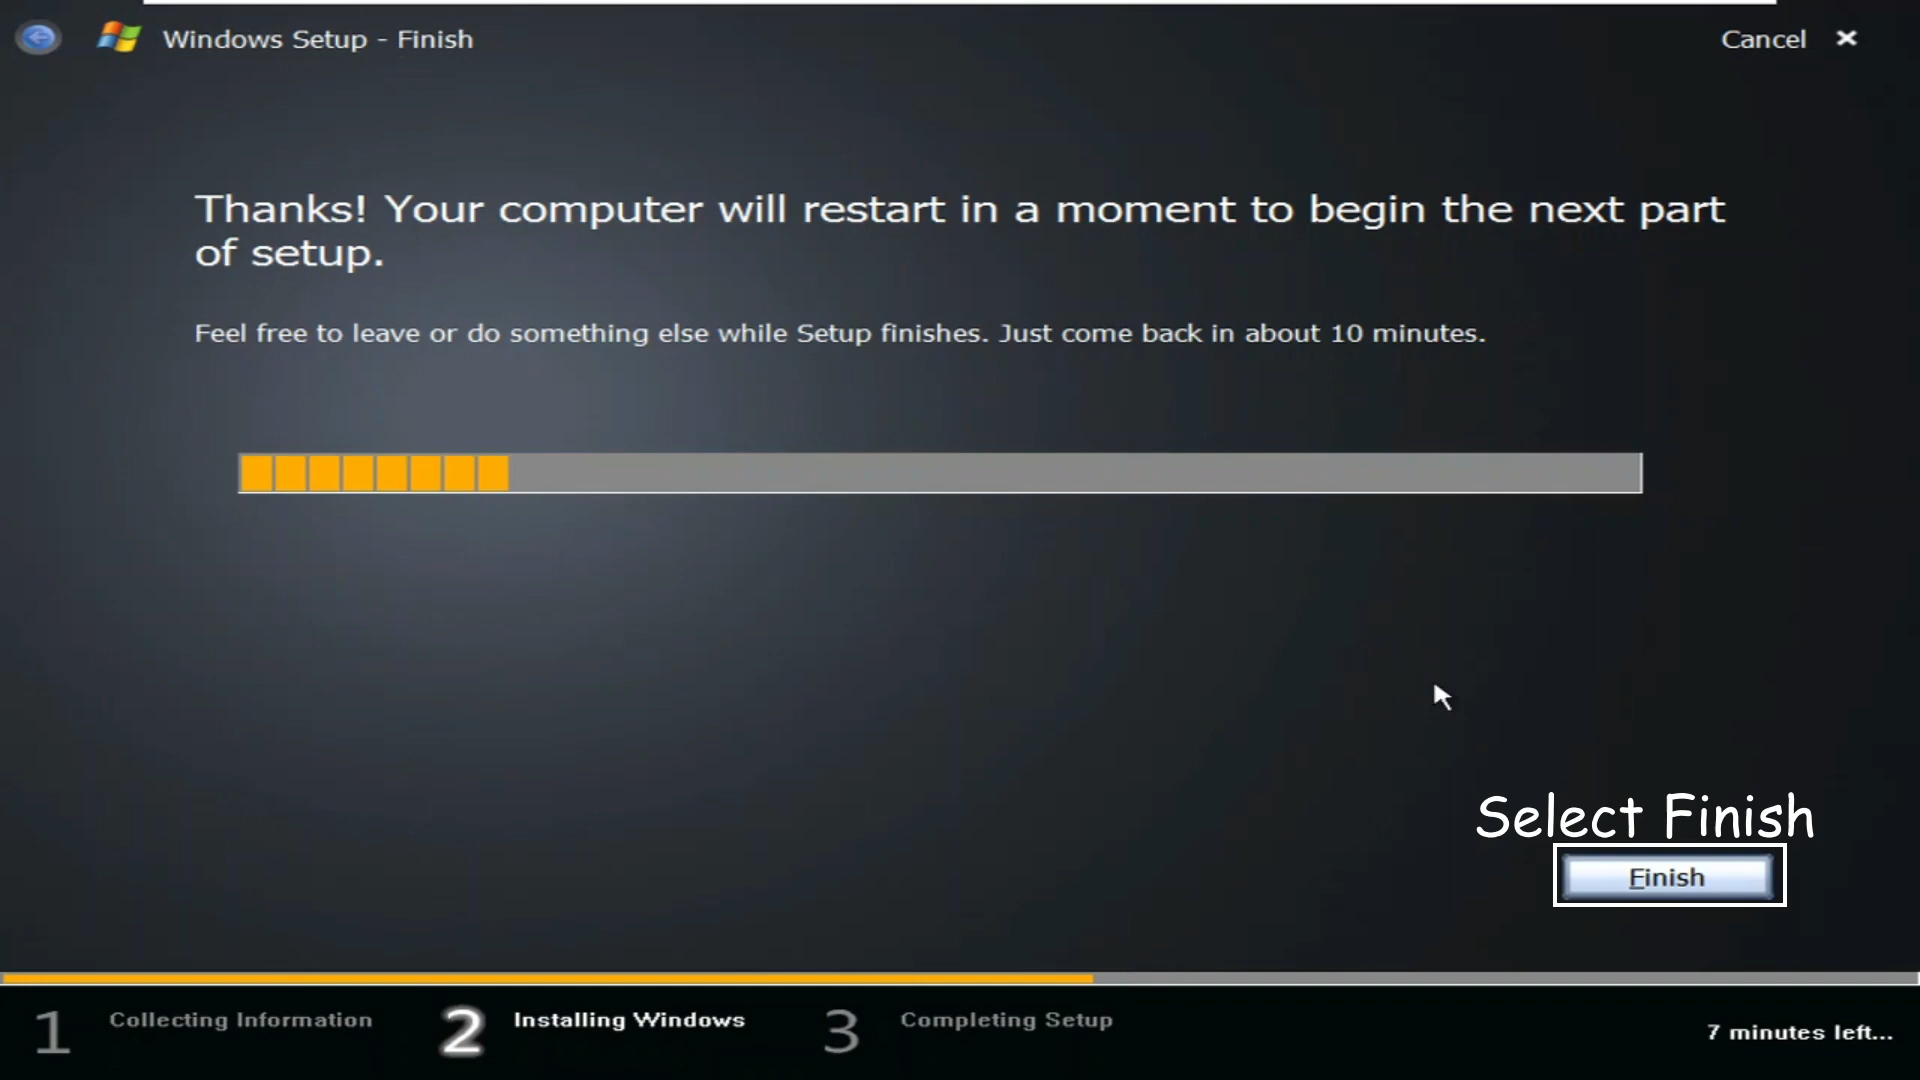 Windows Setup - Finish
Cancel
Thanks! Your computer will restart in a moment to begin the next part
of setup.
Feel free to leave or do something else while Setup finishes. Just come back in about 10 minutes.
Select Finish
Finish
1 Collecting Information
2 Installing Windows
3 Completing Setup
7 minutes left...